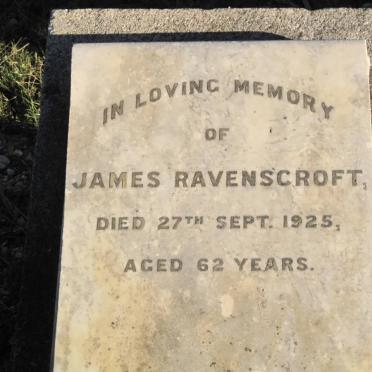 IN LOVING MEMORY
OF
JAMES RAVENSCROFT,
DIED 27TH SEPT. 1925,
AGED 62 YEARS.